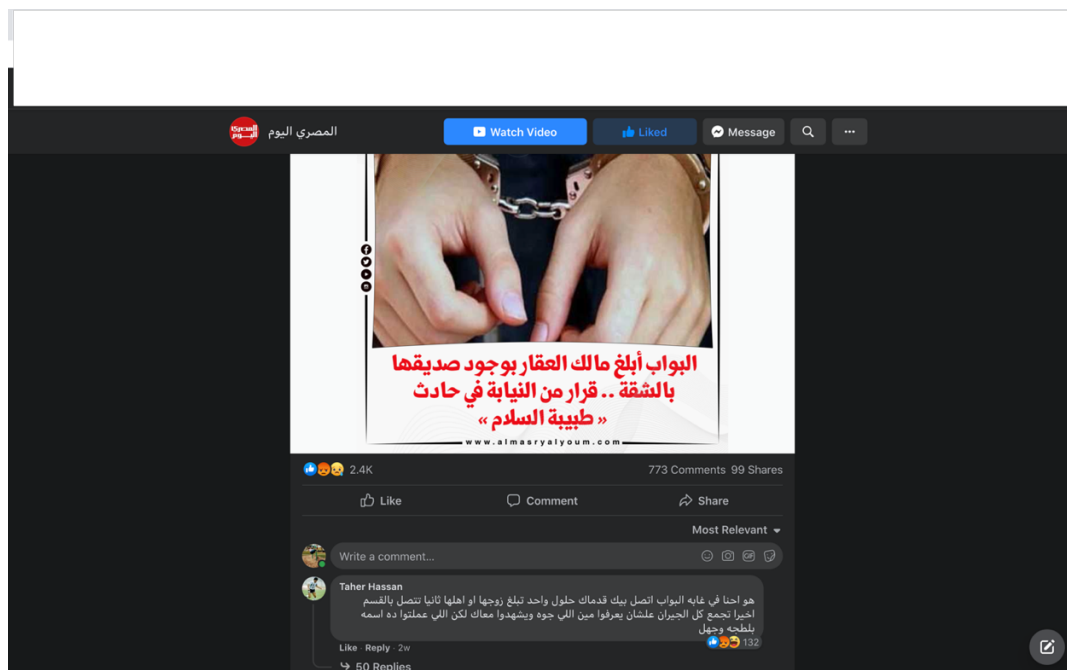 المصري اليوم
Watch Video
Liked
Message
البواب أبلغ مالك العقار بوجود صديقها
بالشقة .. قرار من النيابة في حادث
« طبيبة السلام »
www.almasryalyoum.com
2.4K
773 Comments 99 Shares
Like
Comment
Share
Most Relevant
Write a comment...
GIF
Taher Hassan
هو احنا في غابه البواب اتصل بيك قدماك حلول واحد تبلغ زوجها او اهلها ثانيا تتصل بالقسم
اخيرا تجمع كل الجيران علشان يعرفوا مين اللي جوه ويشهدوا معاك لكن اللي عملتوا ده اسمه
بلطحه وجهل
132
Like · Reply · 2w
50 Replies